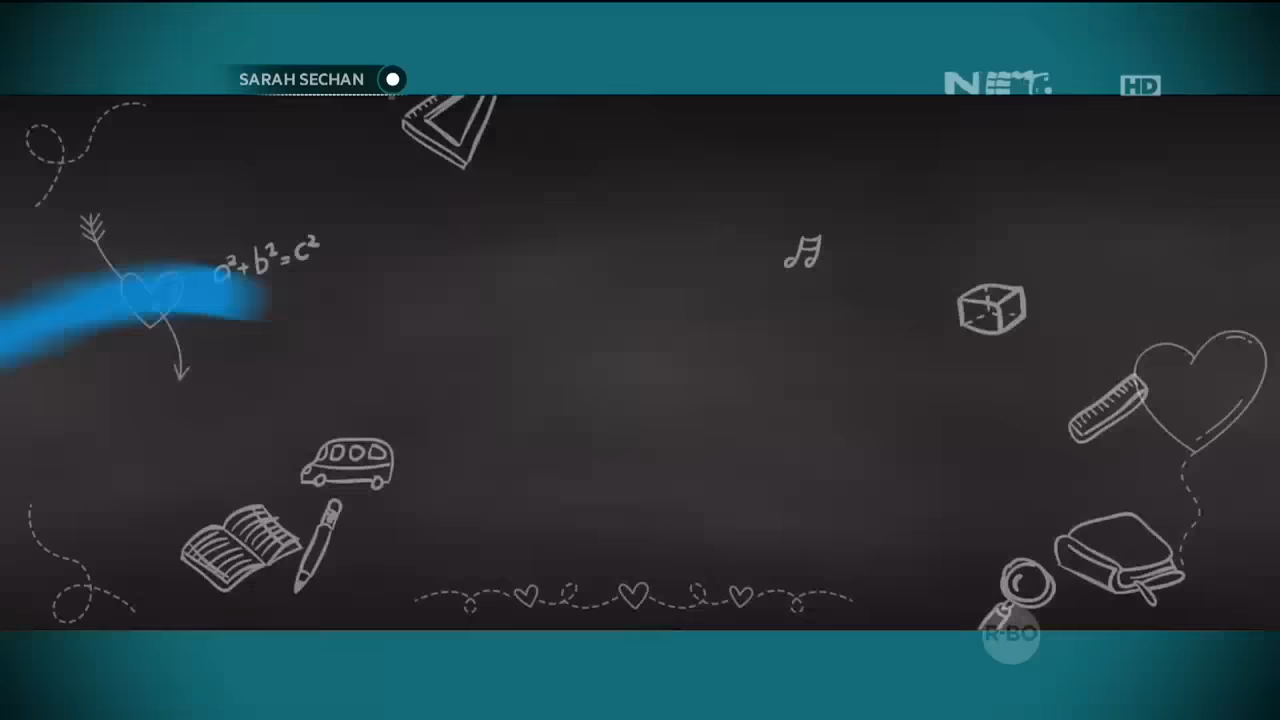 SARAH SECHAN
NET.
HD
a²+b²=c²
R-BO